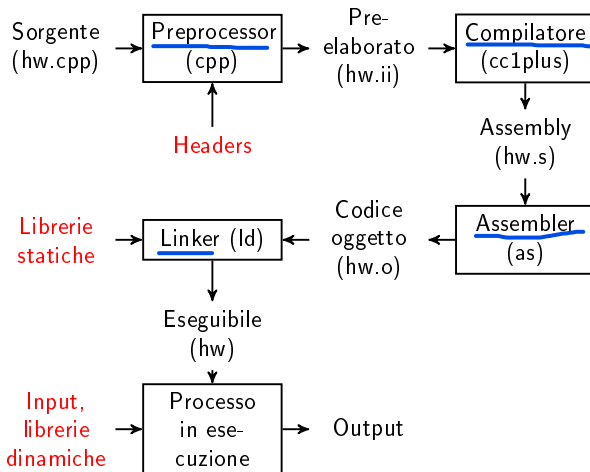 Sorgente
(hw.cpp)
Preprocessor
(cpp)
Pre-
elaborato
(hw.ii)
Compilatore
(cc1plus)
Headers
Assembly
(hw.s)
Librerie
statiche
Linker (ld)
Codice
oggetto
(hw.o)
Assembler
(as)
Eseguibile
(hw)
Input,
librerie
dinamiche
Processo
in ese-
cuzione
Output